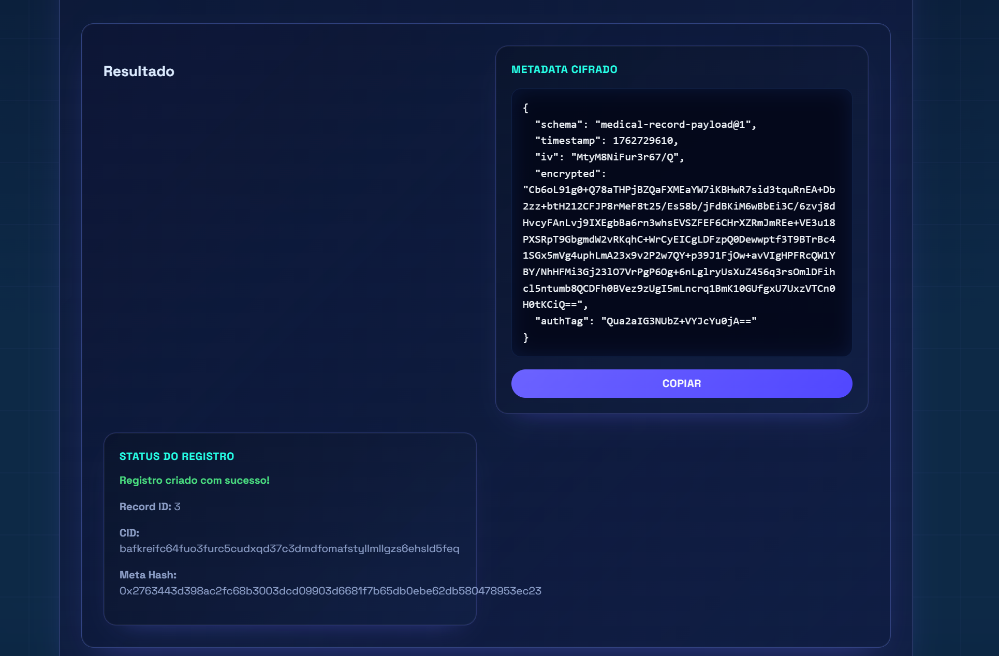 Resultado
METADATA CIFRADO
{
"schema": "medical-record-payload@1",
"timestamp": 1762729610,
"iv": "MtyM8NiFur3r67/Q",
"encrypted":
"Cb6oL91g0+Q78aTHPjBZQaFXMEaYW7iKBHwR7sid3tquRnEA+Db
2zz+btH212CFJP8rMeF8t25/Es58b/jFdBKiM6wBbEi3C/6zvj8d
HvcyFAnLvj9IXEgbBa6rn3whsEVSZFEF6CHrXZRmJmREe+VE3u18
PXSRpT9GbgmdW2vRKqhC+WrCyEICgLDFzpQ0Dewwptf3T9BTrBc4
1SGx5mVg4uphLmA23x9v2P2w7QY+p39J1FjOw+avVIgHPFRcQW1Y
BY/NhHFMi3Gj23lO7VrPgP6Og+6nLglryUsXuZ456q3rsOmlDFih
cl5ntumb8QCDFh0BVez9zUgI5mLncrq1BmK10GUfgxU7UxzVTCn0
H0tKCiQ==",
"authTag": "Qua2aIG3NUbZ+VYJcYu0jA=="
}
COPIAR
STATUS DO REGISTRO
Registro criado com sucesso!
Record ID: 3
CID:
bafkreifc64fuo3furc5cudxqd37c3dmdfomafstyllmllgzs6ehsld5feq
Meta Hash:
0x2763443d398ac2fc68b3003dcd09903d6681f7b65db0ebe62db580478953ec23